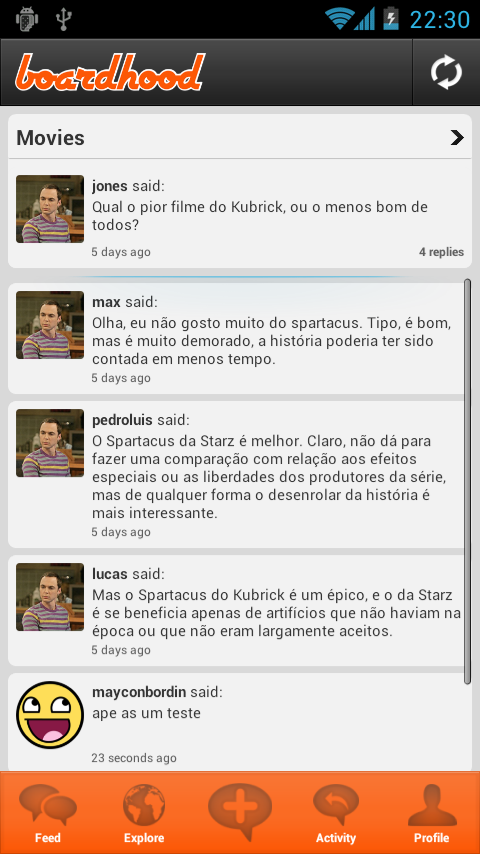 22:30
boardhood
Movies
jones said:
Qual o pior filme do Kubrick, ou o menos bom de
todos?
5 days ago
4 replies
max said:
Olha, eu não gosto muito do spartacus. Tipo, é bom,
mas é muito demorado, a história poderia ter sido
contada em menos tempo.
5 days ago
pedroluis said:
O Spartacus da Starz é melhor. Claro, não dá para
fazer uma comparação com relação aos efeitos
especiais ou as liberdades dos produtores da série,
mas de qualquer forma o desenrolar da história é
mais interessante.
5 days ago
lucas said:
Mas o Spartacus do Kubrick é um épico, e o da Starz
é se beneficia apenas de artifícios que não haviam na
época ou que não eram largamente aceitos.
5 days ago
mayconbordin said:
ape as um teste
23 seconds ago
Feed
Explore
Activity
Profile